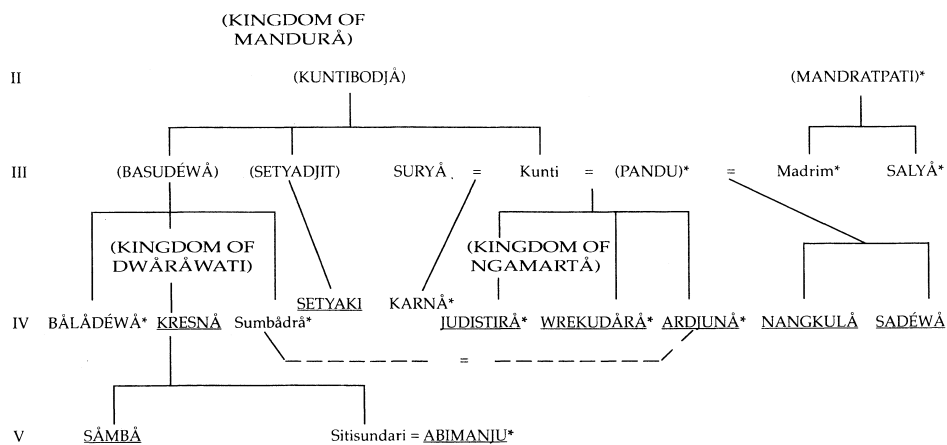 (KINGDOM OF
MANDURÅ)
II (KUNTIBODJÅ) (MANDRATPATI)*
III (BASUDÉWÅ) (SETYADJIT) SURYÅ = Kunti = (PANDU)* = Madrim* SALYÅ*
(KINGDOM OF
DWÅRÅWATI)
(KINGDOM OF
NGAMARTÅ)
SETYAKI KARNÅ*
IV BÅLÅDÉWÅ* KRESNÅ Sumbådrå* JUDISTIRÅ* WREKUDÅRÅ* ARDJUNÅ* NANGKULÅ SADÉWÅ
=
V SÅMBÅ Sitisundari = ABIMANJU*